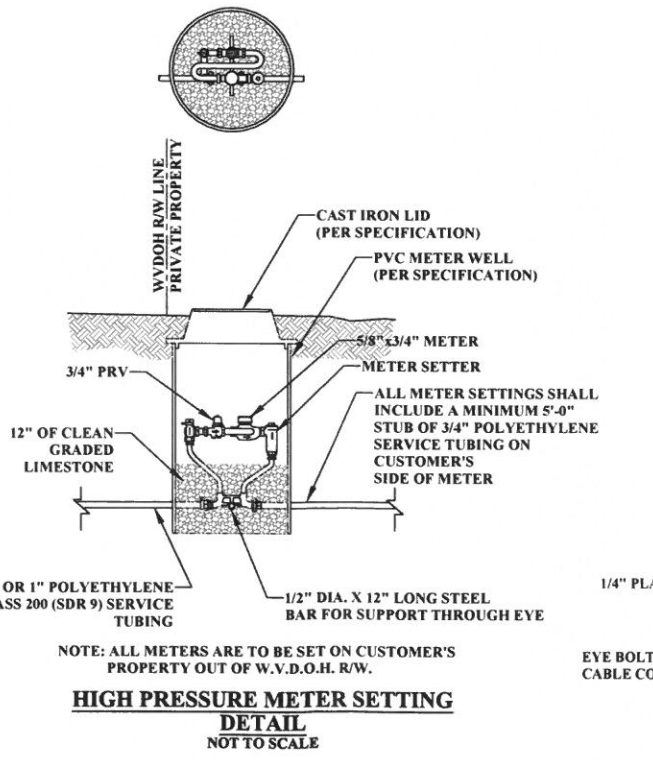 WVDOH R/W LINE
PRIVATE PROPERTY
CAST IRON LID
(PER SPECIFICATION)
PVC METER WELL
(PER SPECIFICATION)
5/8"x3/4" METER
METER SETTER
3/4" PRV
ALL METER SETTINGS SHALL
INCLUDE A MINIMUM 5'-0"
STUB OF 3/4" POLYETHYLENE
SERVICE TUBING ON
CUSTOMER'S
SIDE OF METER
12" OF CLEAN
GRADED
LIMESTONE
OR 1" POLYETHYLENE
ASS 200 (SDR 9) SERVICE
TUBING
1/2" DIA. X 12" LONG STEEL
BAR FOR SUPPORT THROUGH EYE
1/4" PLA
EYE BOLT
CABLE CO
NOTE: ALL METERS ARE TO BE SET ON CUSTOMER'S
PROPERTY OUT OF W.V.D.O.H. R/W.
HIGH PRESSURE METER SETTING
DETAIL
NOT TO SCALE